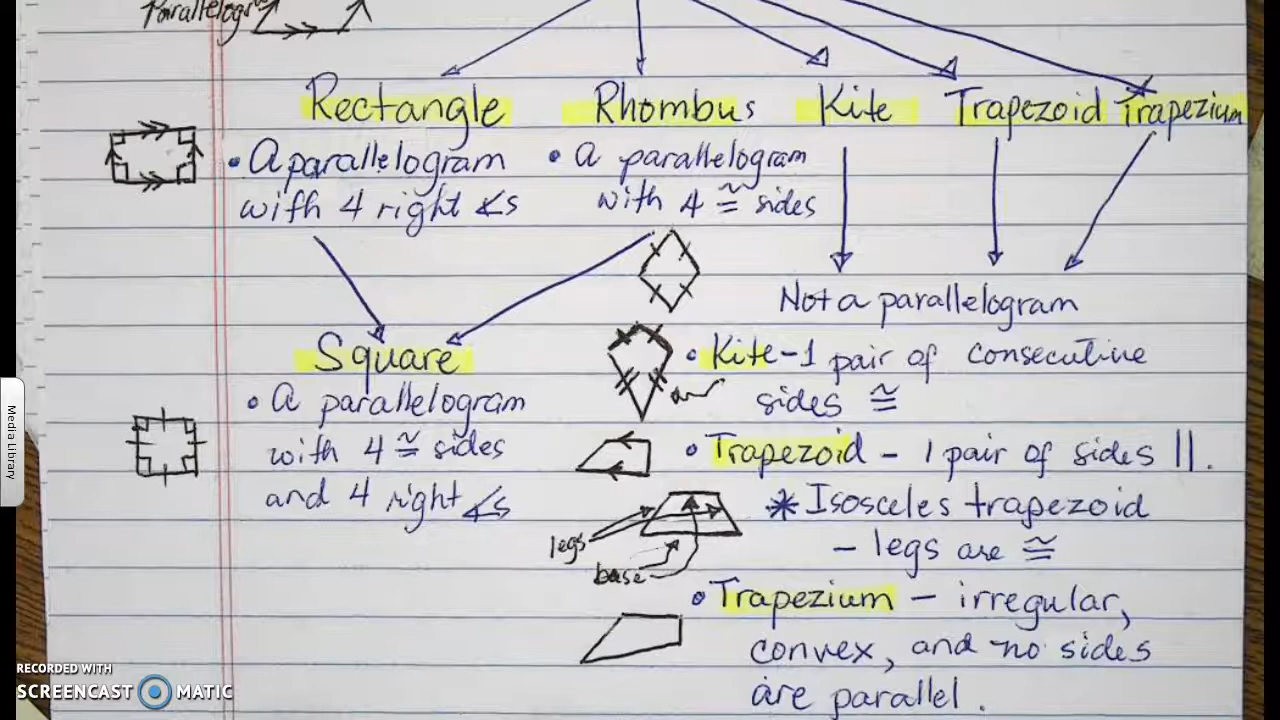 Parallelogr
Rectangle Rhombus Kite Trapezoid Trapezium
• A parallelogram
with 4 right ∡s
• a parallelogram
with 4 ≅ sides
Not a parallelogram
Square
• a parallelogram
with 4 ≅ sides
and 4 right ∡s
• Kite - 1 pair of consecutive
sides ≅
• Trapezoid - 1 pair of sides ||.
* Isosceles trapezoid
- legs are ≅
legs
base
• Trapezium - irregular,
convex, and no sides
are parallel.
Media Library
RECORDED WITH
SCREENCAST MATIC